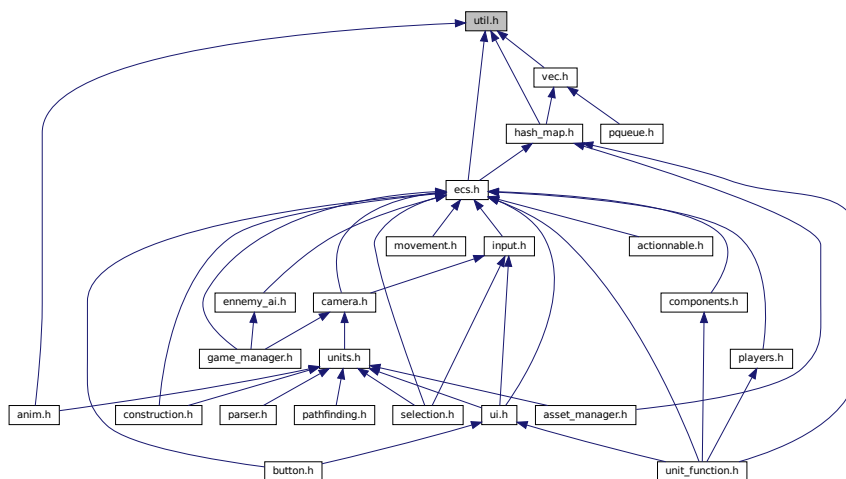 util.h
vec.h
hash_map.h
pqueue.h
ecs.h
movement.h
input.h
actionnable.h
ennemy_ai.h
camera.h
components.h
game_manager.h
units.h
players.h
anim.h
construction.h
parser.h
pathfinding.h
selection.h
ui.h
asset_manager.h
button.h
unit_function.h